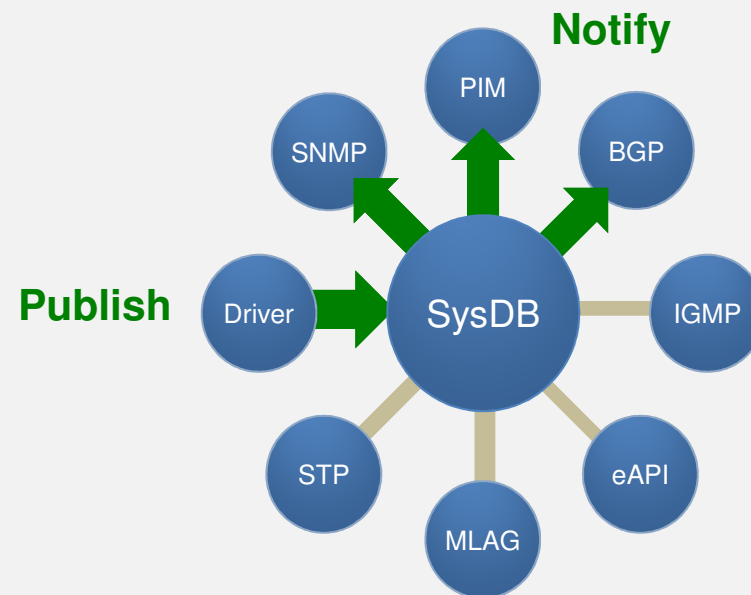 Notify
PIM
SNMP
BGP
Publish
Driver
SysDB
IGMP
STP
eAPI
MLAG